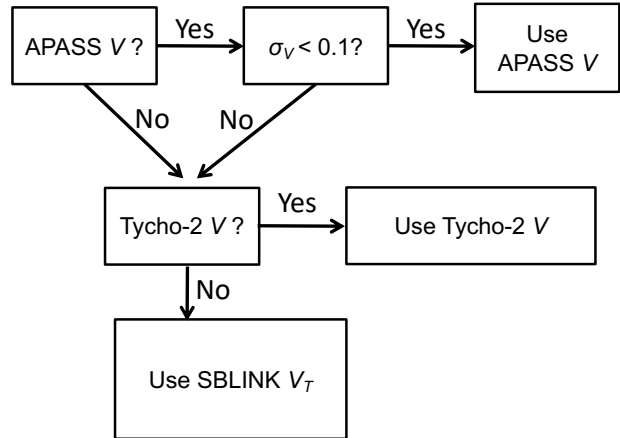 APASS V ?
Yes
σV < 0.1?
Yes
Use
APASS V
No
No
Tycho-2 V ?
Yes
Use Tycho-2 V
No
Use SBLINK VT